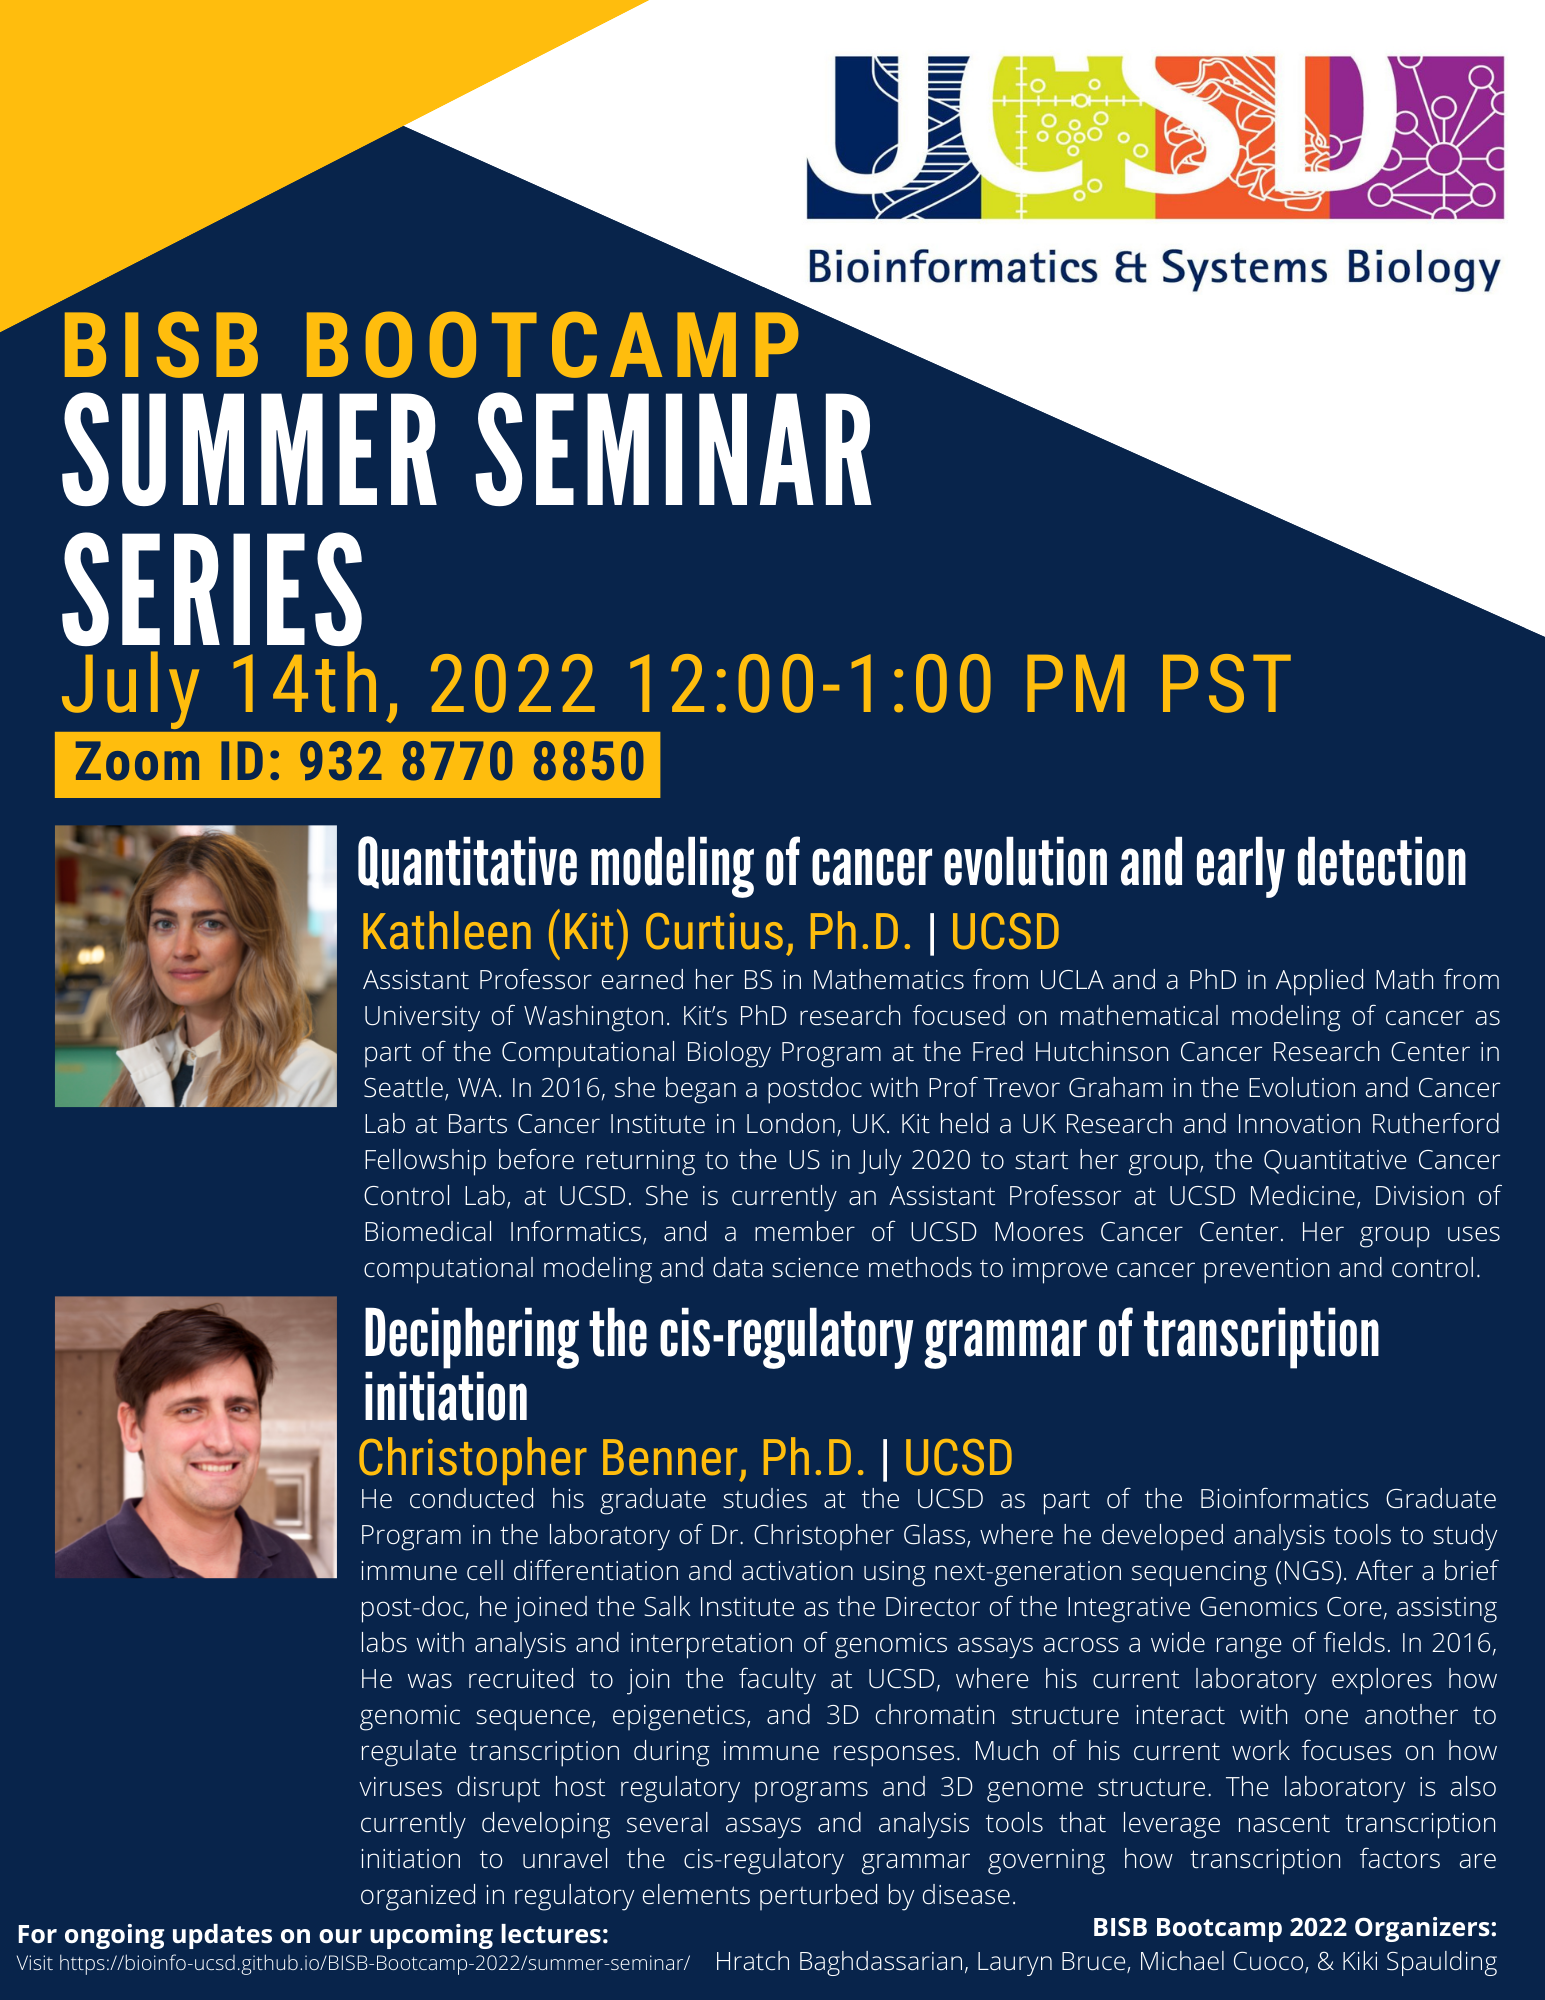 UCSD
Bioinformatics & Systems Biology
BISB BOOTCAMP
SUMMER SEMINAR
SERIES
July 14th, 2022 12:00-1:00 PM PST
Zoom ID: 932 8770 8850
Quantitative modeling of cancer evolution and early detection
Kathleen (Kit) Curtius, Ph.D. | UCSD
Assistant Professor earned her BS in Mathematics from UCLA and a PhD in Applied Math from
University of Washington. Kit’s PhD research focused on mathematical modeling of cancer as
part of the Computational Biology Program at the Fred Hutchinson Cancer Research Center in
Seattle, WA. In 2016, she began a postdoc with Prof Trevor Graham in the Evolution and Cancer
Lab at Barts Cancer Institute in London, UK. Kit held a UK Research and Innovation Rutherford
Fellowship before returning to the US in July 2020 to start her group, the Quantitative Cancer
Control Lab, at UCSD. She is currently an Assistant Professor at UCSD Medicine, Division of
Biomedical Informatics, and a member of UCSD Moores Cancer Center. Her group uses
computational modeling and data science methods to improve cancer prevention and control.
Deciphering the cis-regulatory grammar of transcription
initiation
Christopher Benner, Ph.D. | UCSD
He conducted his graduate studies at the UCSD as part of the Bioinformatics Graduate
Program in the laboratory of Dr. Christopher Glass, where he developed analysis tools to study
immune cell differentiation and activation using next-generation sequencing (NGS). After a brief
post-doc, he joined the Salk Institute as the Director of the Integrative Genomics Core, assisting
labs with analysis and interpretation of genomics assays across a wide range of fields. In 2016,
He was recruited to join the faculty at UCSD, where his current laboratory explores how
genomic sequence, epigenetics, and 3D chromatin structure interact with one another to
regulate transcription during immune responses. Much of his current work focuses on how
viruses disrupt host regulatory programs and 3D genome structure. The laboratory is also
currently developing several assays and analysis tools that leverage nascent transcription
initiation to unravel the cis-regulatory grammar governing how transcription factors are
organized in regulatory elements perturbed by disease.
For ongoing updates on our upcoming lectures:
Visit https://bioinfo-ucsd.github.io/BISB-Bootcamp-2022/summer-seminar/
BISB Bootcamp 2022 Organizers:
Hratch Baghdassarian, Lauryn Bruce, Michael Cuoco, & Kiki Spaulding